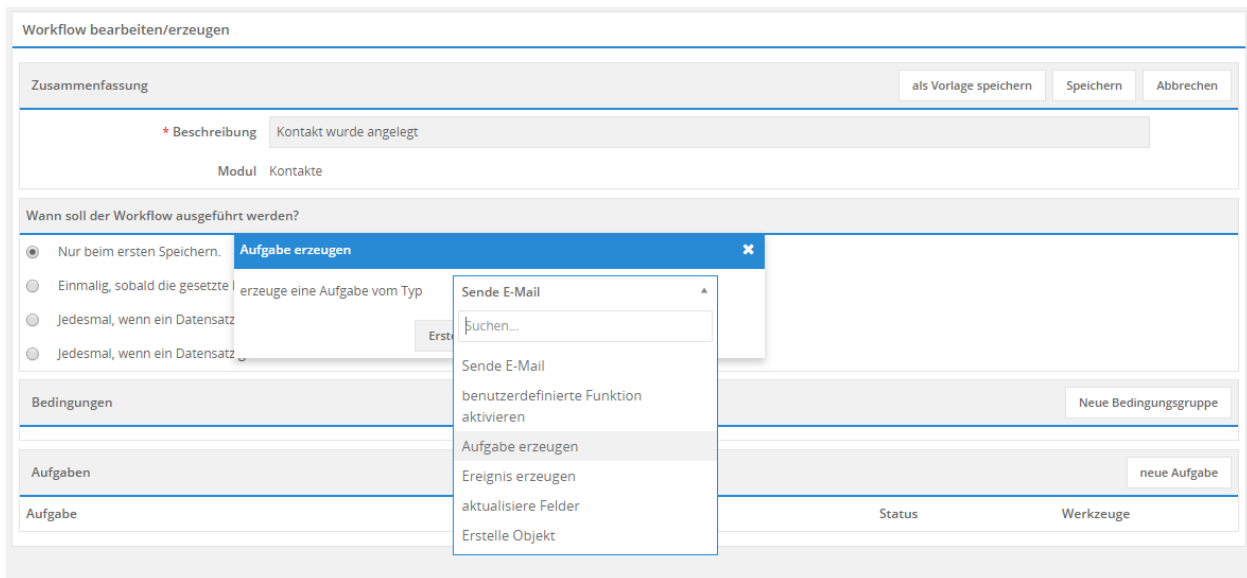 Workflow bearbeiten/erzeugen
Zusammenfassung
als Vorlage speichern
Speichern
Abbrechen
* Beschreibung
Kontakt wurde angelegt
Modul
Kontakte
Wann soll der Workflow ausgeführt werden?
Nur beim ersten Speichern.
Einmalig, sobald die gesetzte
Jedesmal, wenn ein Datensatz
Jedesmal, wenn ein Datensatz
Aufgabe erzeugen
erzeuge eine Aufgabe vom Typ
Sende E-Mail
Suchen...
Sende E-Mail
benutzerdefinierte Funktion
aktivieren
Aufgabe erzeugen
Ereignis erzeugen
aktualisiere Felder
Erstelle Objekt
Bedingungen
Neue Bedingungsgruppe
Aufgaben
neue Aufgabe
Aufgabe
Status
Werkzeuge